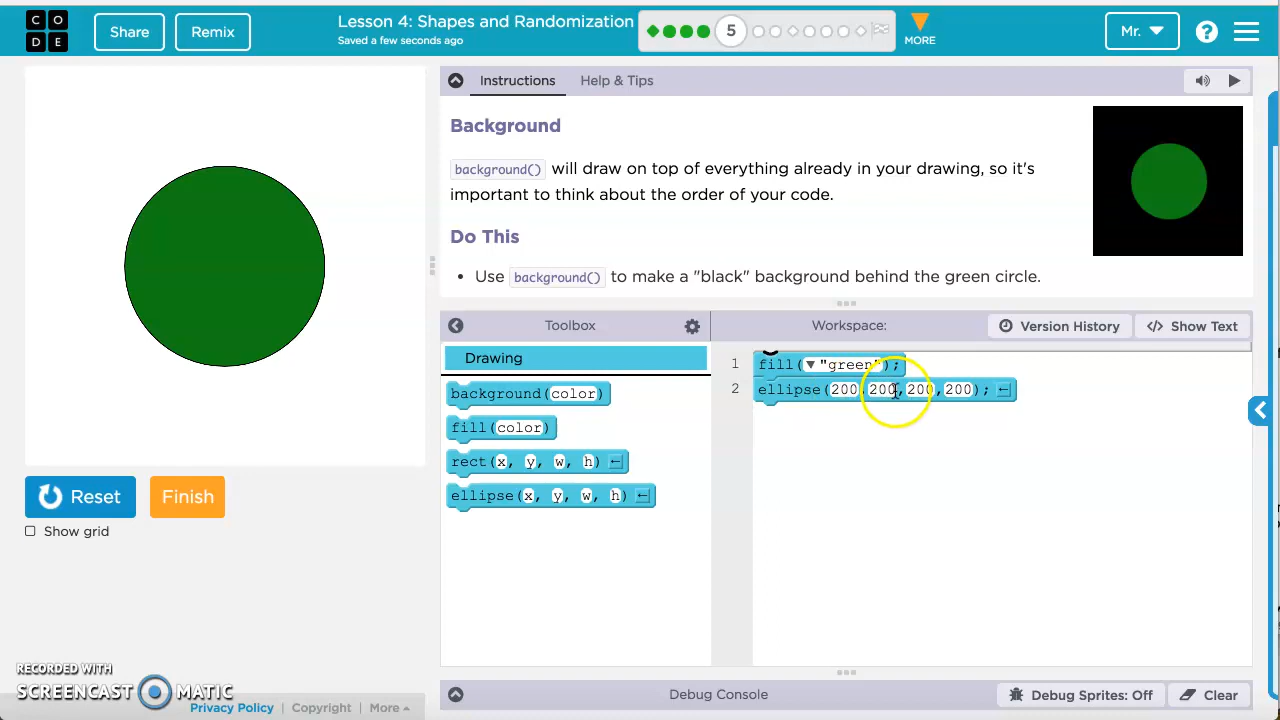 C O
D E
Share
Remix
Lesson 4: Shapes and Randomization
Saved a few seconds ago
5
MORE
Mr.
?
Instructions
Help & Tips
Background
background() will draw on top of everything already in your drawing, so it's
important to think about the order of your code.
Do This
• Use background() to make a "black" background behind the green circle.
Toolbox
Workspace:
Version History
</> Show Text
Drawing
background(color)
fill(color)
rect(x, y, w, h)
ellipse(x, y, w, h)
1 fill("green");
2 ellipse(200,200,200,200);
Reset
Finish
Show grid
RECORDED WITH
SCREENCAST MATIC
Privacy Policy | Copyright | More
Debug Console
Debug Sprites: Off
Clear